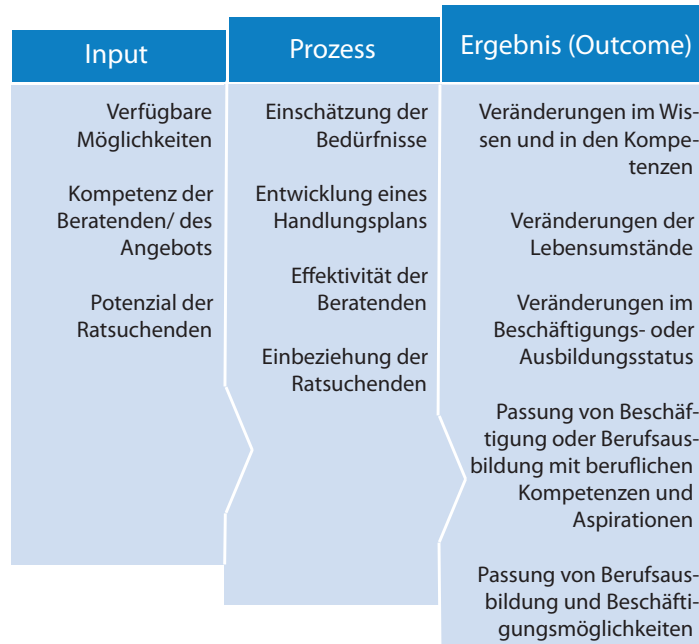 Input
Verfügbare
Möglichkeiten
Kompetenz der
Beratenden/ des
Angebots
Potenzial der
Ratsuchenden
Prozess
Einschätzung der
Bedürfnisse
Entwicklung eines
Handlungsplans
Effektivität der
Beratenden
Einbeziehung der
Ratsuchenden
Ergebnis (Outcome)
Veränderungen im Wis-
sen und in den Kompe-
tenzen
Veränderungen der
Lebensumstände
Veränderungen im
Beschäftigungs- oder
Ausbildungsstatus
Passung von Beschäf-
tigung oder Berufsaus-
bildung mit beruflichen
Kompetenzen und
Aspirationen
Passung von Berufsaus-
bildung und Beschäfti-
gungsmöglichkeiten